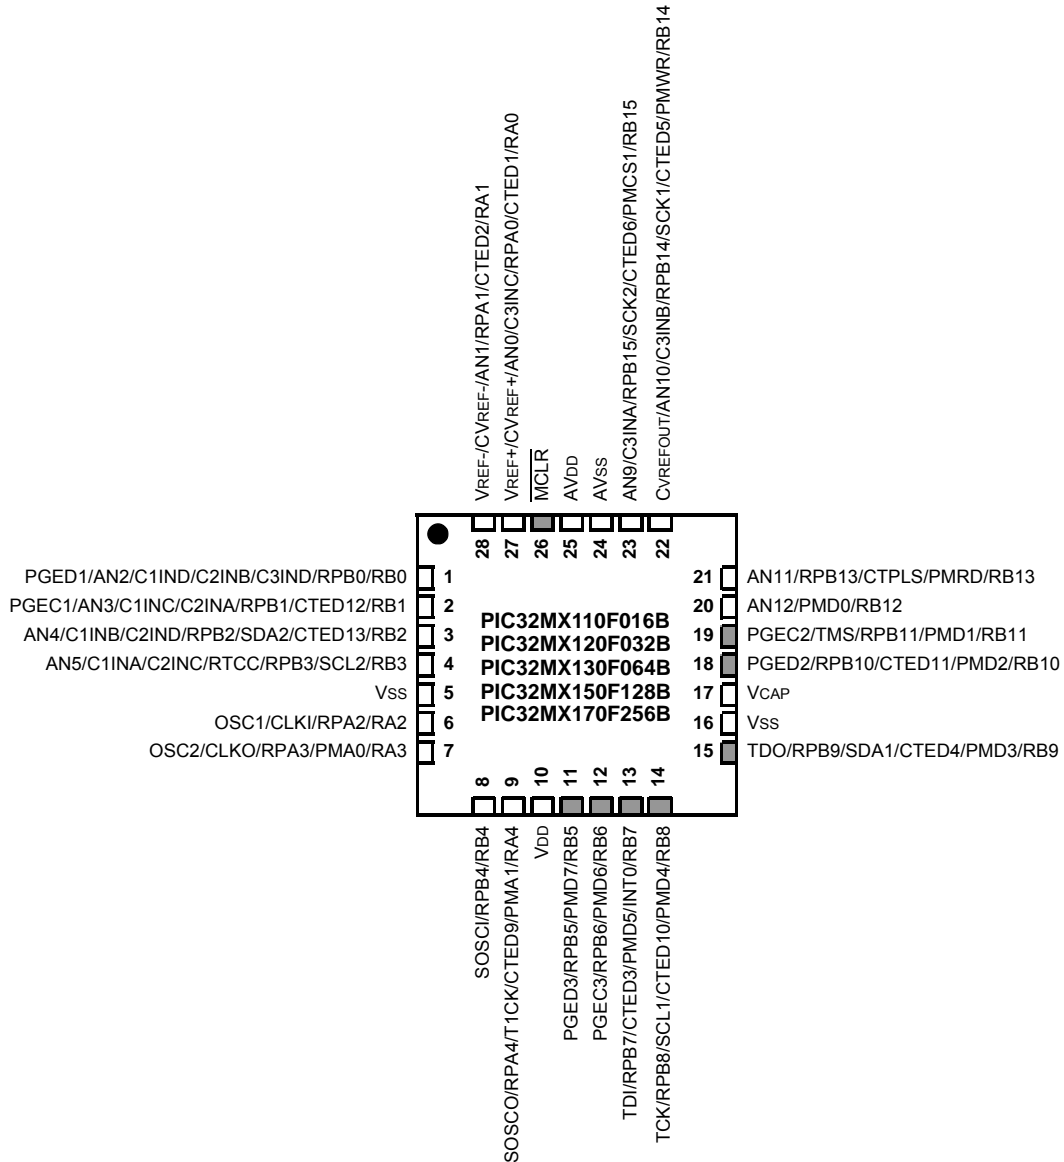 VREF-/CVREF-/AN1/RPA1/CTED2/RA1
VREF+/CVREF+/AN0/C3INC/RPA0/CTED1/RA0
MCLR
AVDD
AVSS
AN9/C3INA/RPB15/SCK2/CTED6/PMCS1/RB15
CVREFOUT/AN10/C3INB/RPB14/SCK1/CTED5/PMWR/RB14
28
27
26
25
24
23
22
PGED1/AN2/C1IND/C2INB/C3IND/RPB0/RB0 1
PGEC1/AN3/C1INC/C2INA/RPB1/CTED12/RB1 2
AN4/C1INB/C2IND/RPB2/SDA2/CTED13/RB2 3
AN5/C1INA/C2INC/RTCC/RPB3/SCL2/RB3 4
VSS 5
OSC1/CLKI/RPA2/RA2 6
OSC2/CLKO/RPA3/PMA0/RA3 7
PIC32MX110F016B
PIC32MX120F032B
PIC32MX130F064B
PIC32MX150F128B
PIC32MX170F256B
21 AN11/RPB13/CTPLS/PMRD/RB13
20 AN12/PMD0/RB12
19 PGEC2/TMS/RPB11/PMD1/RB11
18 PGED2/RPB10/CTED11/PMD2/RB10
17 VCAP
16 VSS
15 TDO/RPB9/SDA1/CTED4/PMD3/RB9
8
9
10
11
12
13
14
SOSCI/RPB4/RB4
SOSCO/RPA4/T1CK/CTED9/PMA1/RA4
VDD
PGED3/RPB5/PMD7/RB5
PGEC3/RPB6/PMD6/RB6
TDI/RPB7/CTED3/PMD5/INT0/RB7
TCK/RPB8/SCL1/CTED10/PMD4/RB8